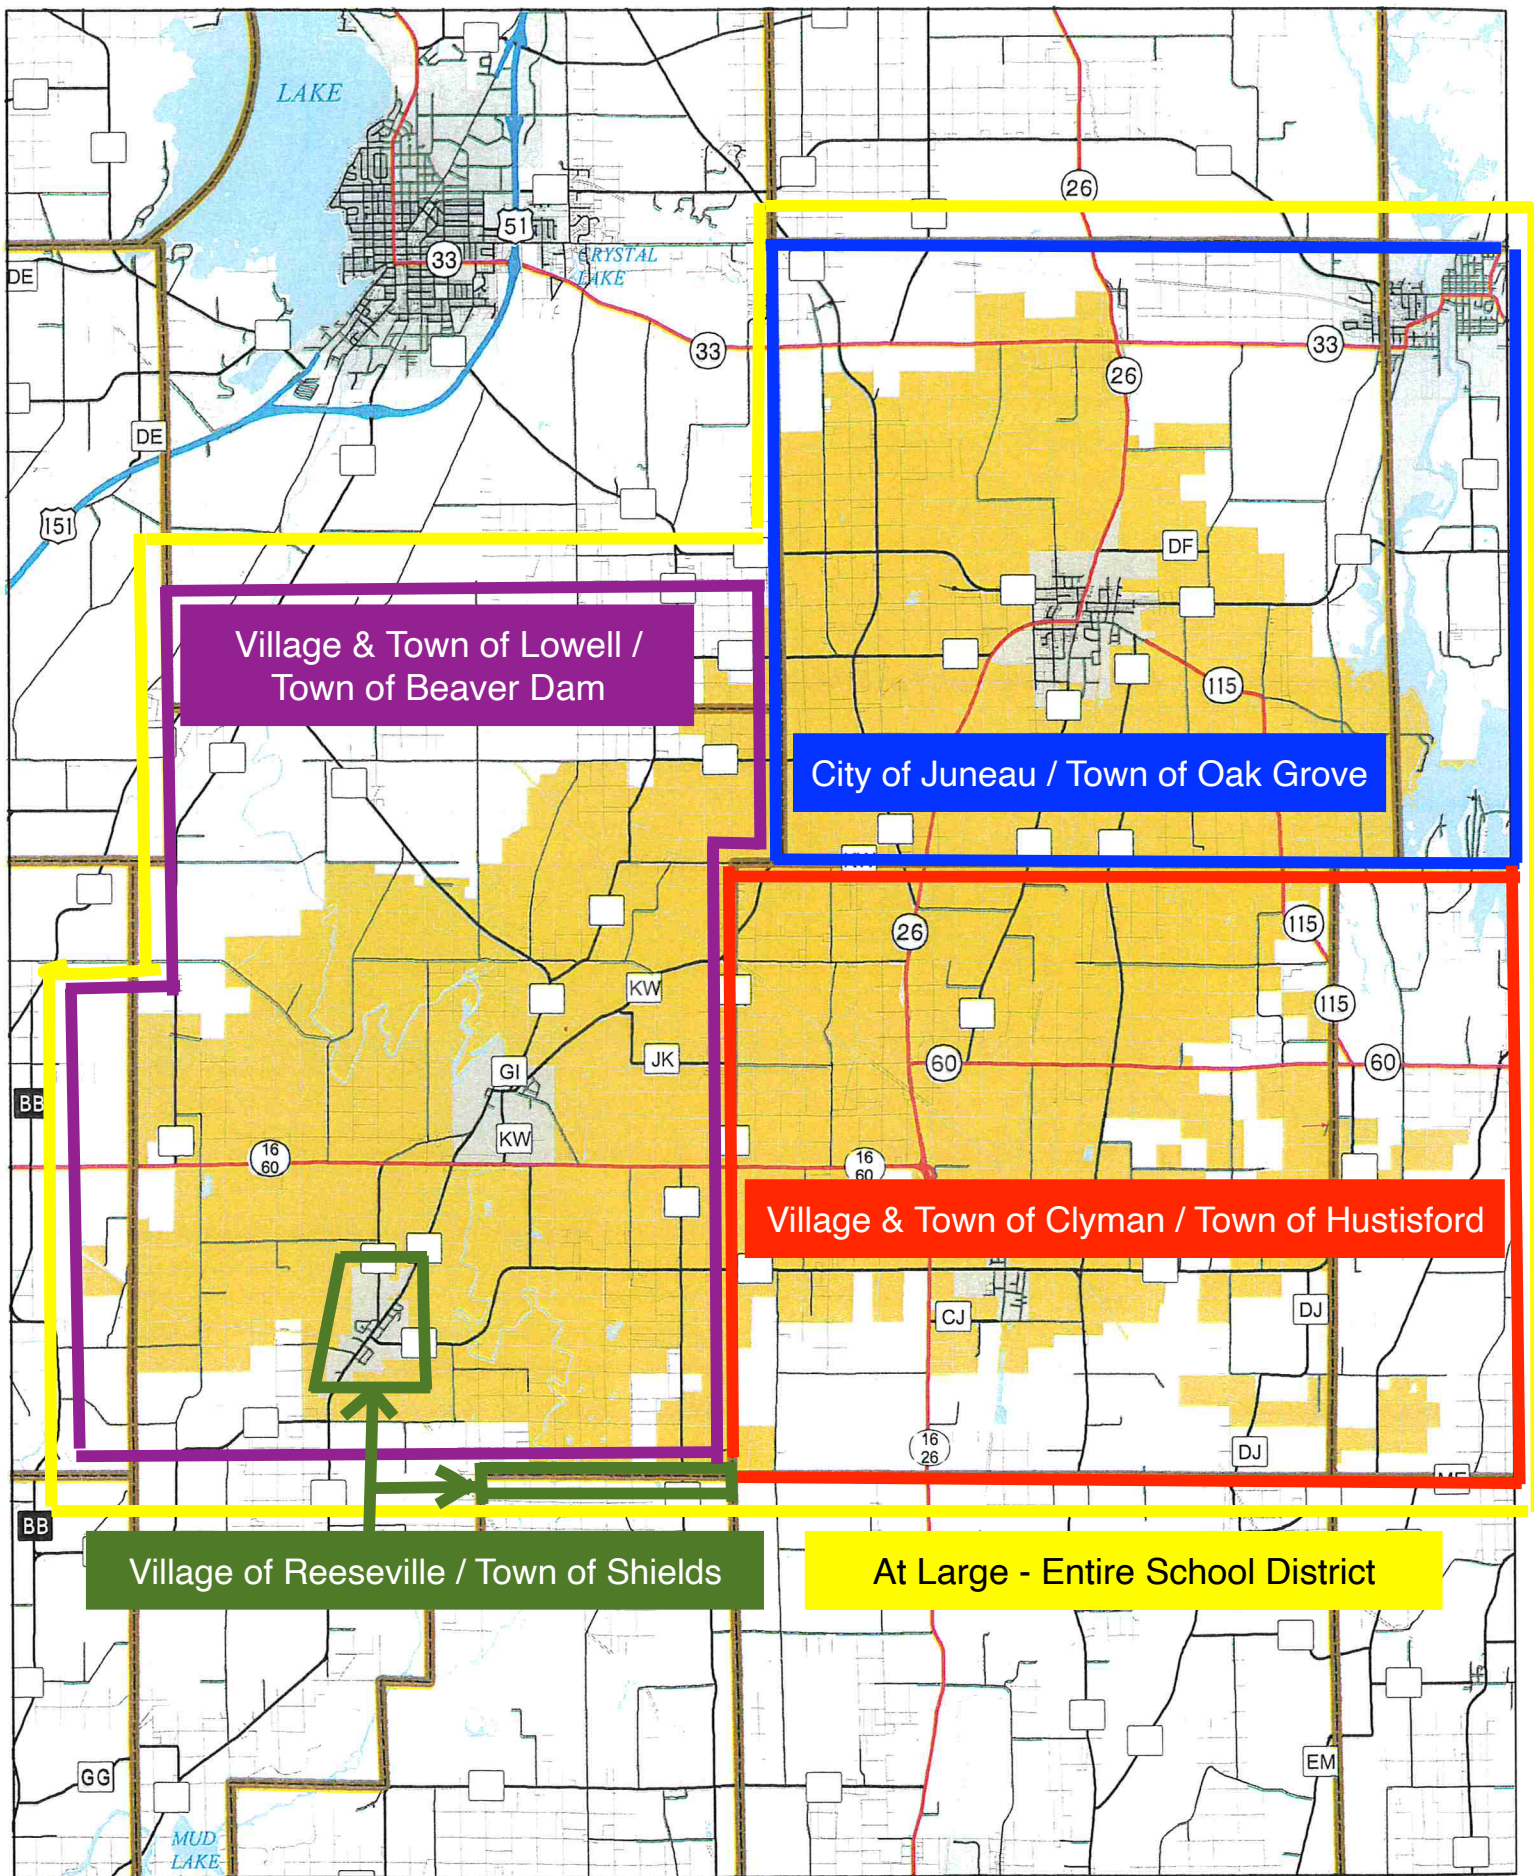 LAKE
26
51
33
CRYSTAL
LAKE
DE
33
33
26
DE
151
DF
Village & Town of Lowell /
Town of Beaver Dam
115
City of Juneau / Town of Oak Grove
26
115
KW
115
JK
60
60
GI
BB
KW
16
60
16
60
Village & Town of Clyman / Town of Hustisford
DJ
CJ
16
26
DJ
BB
Village of Reeseville / Town of Shields
At Large - Entire School District
EM
GG
MUD
LAKE